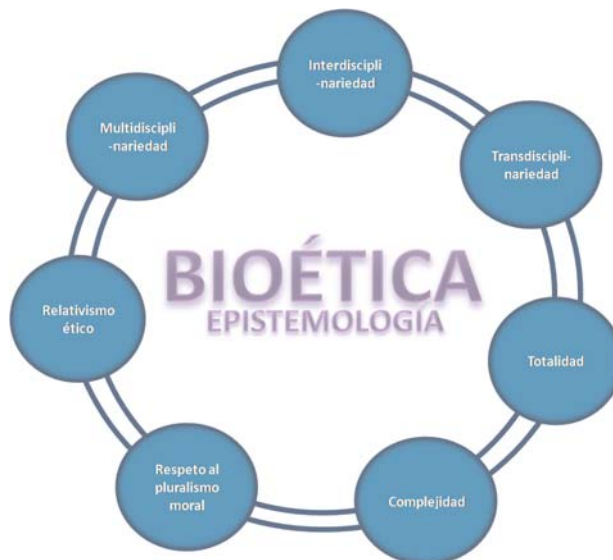 Interdiscipli
-nariedad
Multidiscipli
-nariedad
Transdiscipli-
nariedad
BIOÉTICA
EPISTEMOLOGÍA
Relativismo
ético
Totalidad
Respeto al
pluralismo
moral
Complejidad